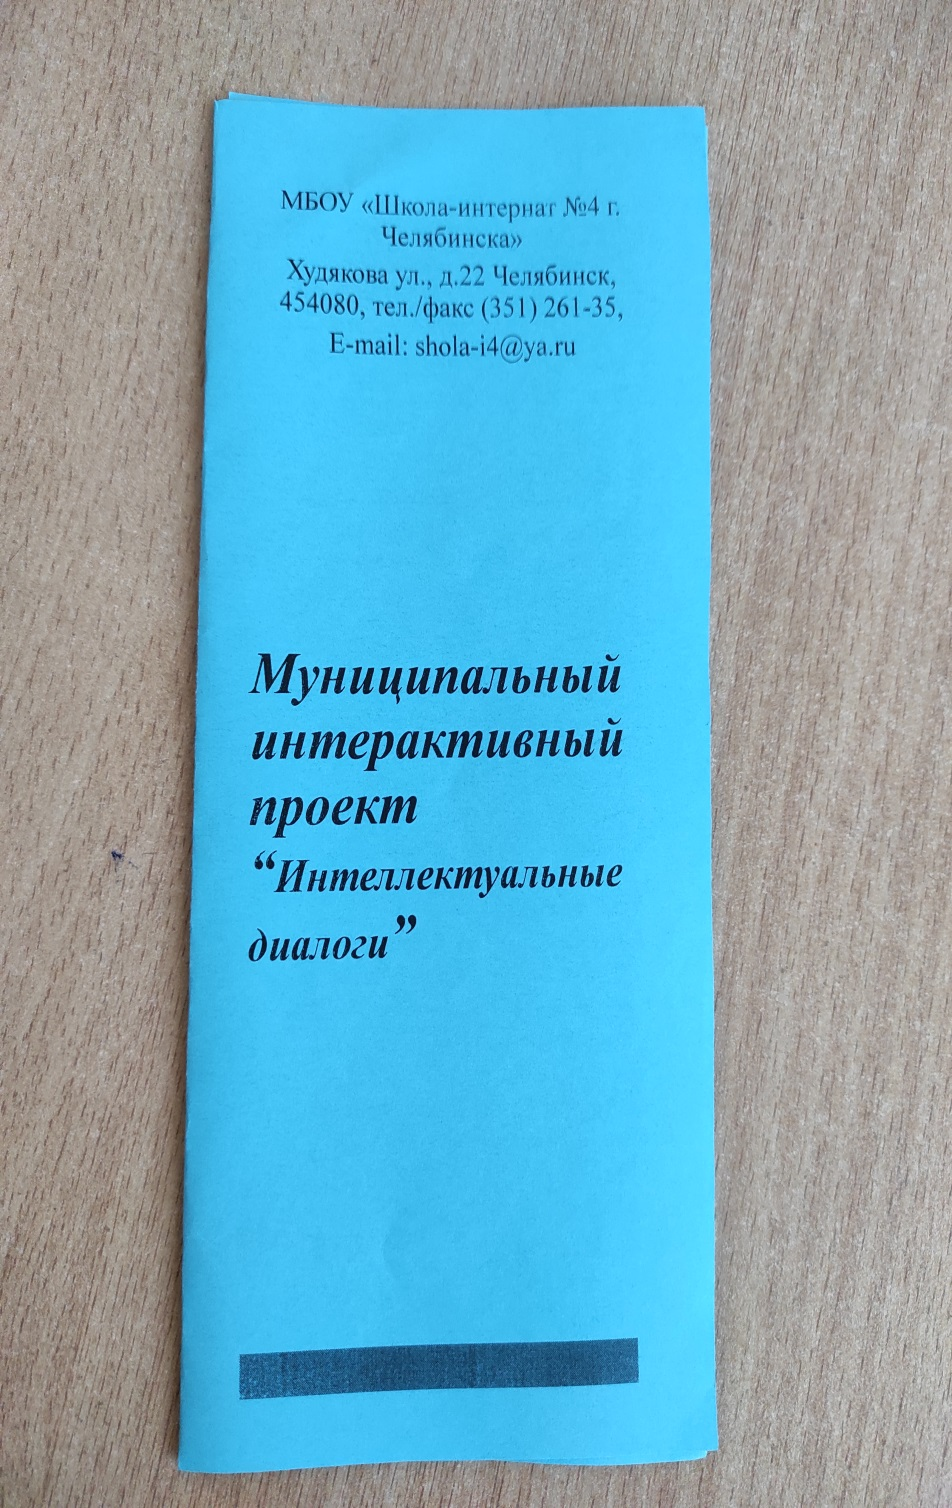 МБОУ «Школа-интернат №4 г.
Челябинска»
Худякова ул., д.22 Челябинск,
454080, тел./факс (351) 261-35,
E-mail: shola-i4@ya.ru
Муниципальный
интерактивный
проект
“Интеллектуальные
диалоги”